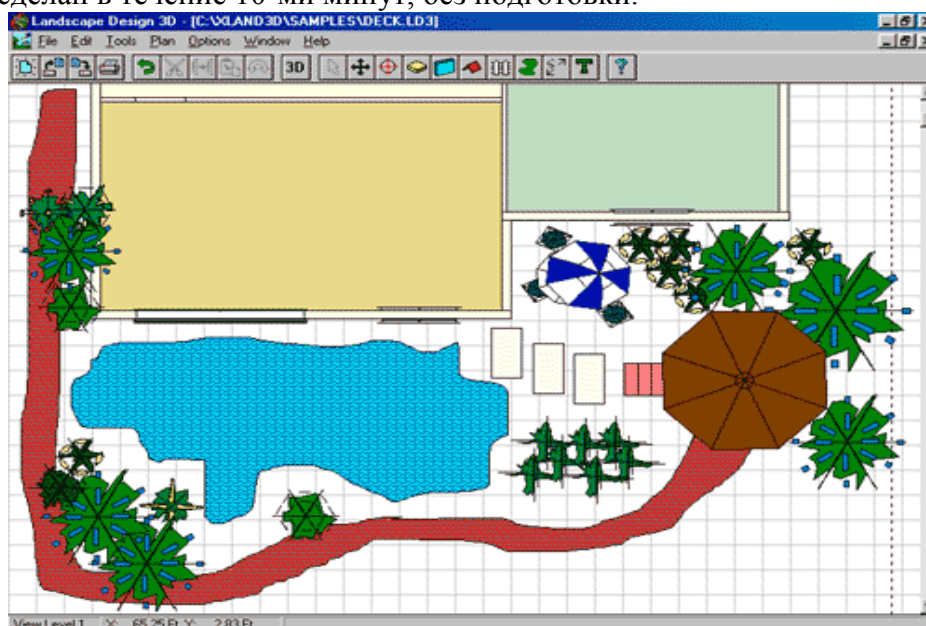 сделан в течение 10-ми минут, без подготовки.
Landscape Design 3D - [C:\XLAND3D\SAMPLES\DECK.LD3]
File Edit Tools Plan Options Window Help
3D T ?
View Level 1 X: 65.25 Ft Y: 2.83 Ft